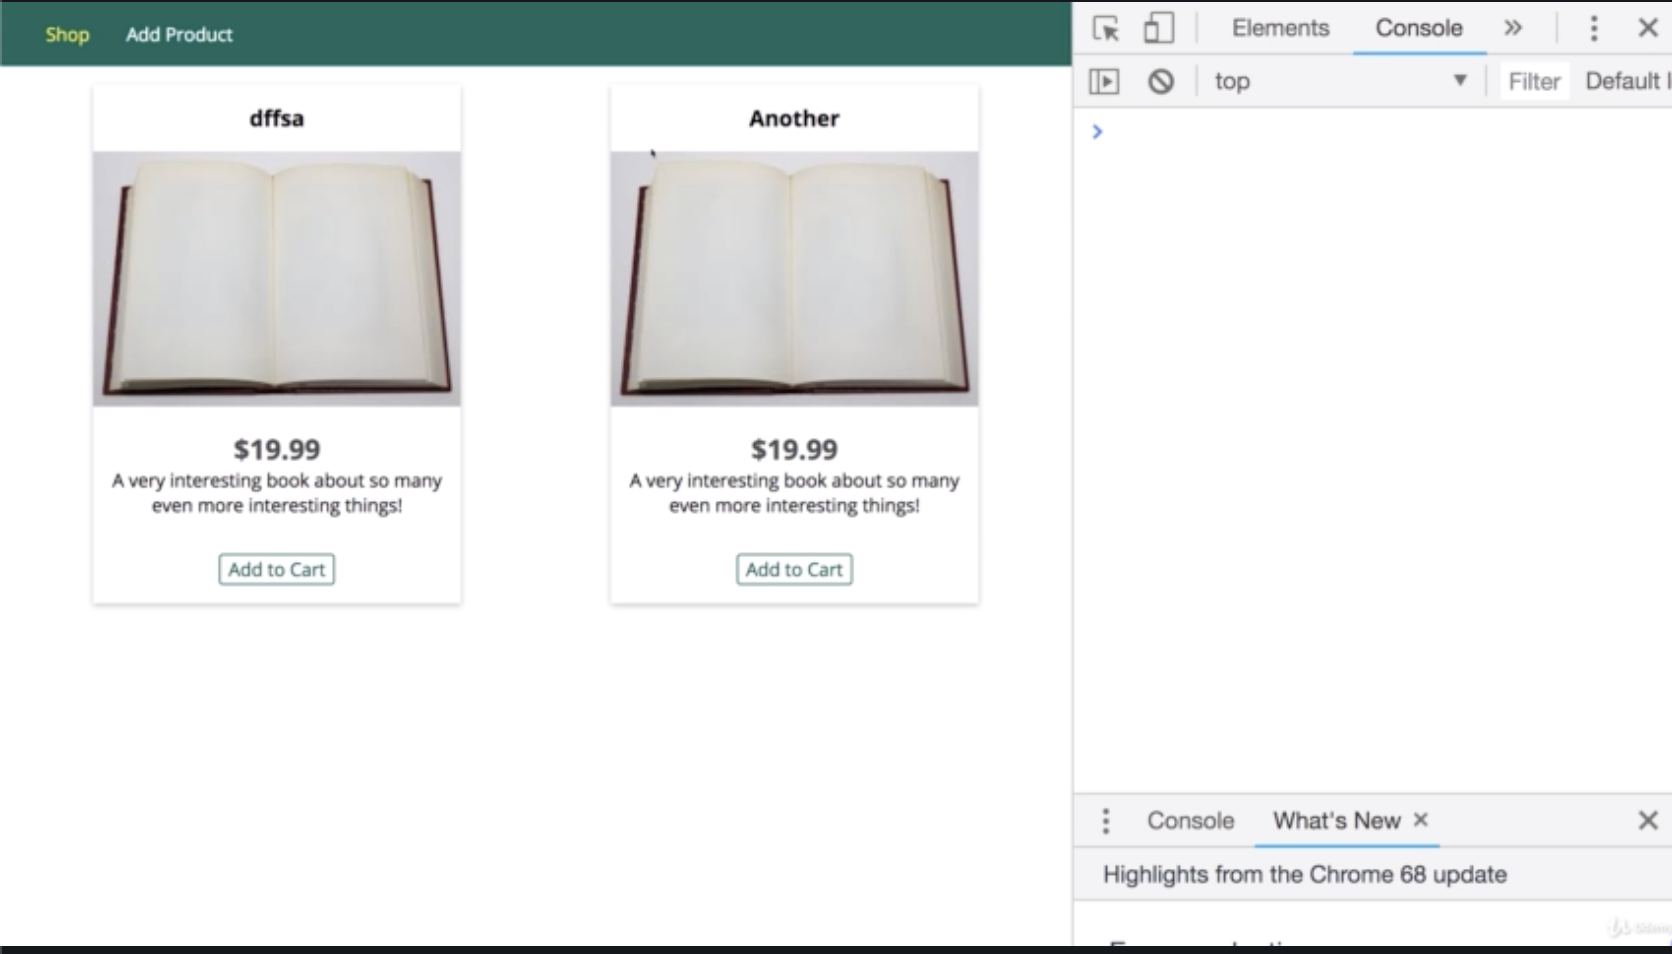 Shop Add Product
dffsa
$19.99
A very interesting book about so many
even more interesting things!
Add to Cart
Another
$19.99
A very interesting book about so many
even more interesting things!
Add to Cart
Elements Console »
top Filter Default
Console What's New
Highlights from the Chrome 68 update